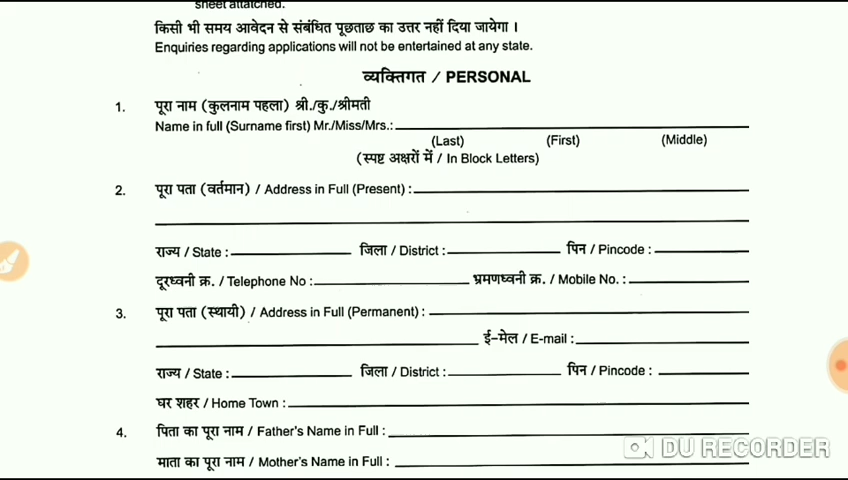 sheet attatched.
किसी भी समय आवेदन से संबंधित पूछताछ का उत्तर नहीं दिया जायेगा ।
Enquiries regarding applications will not be entertained at any state.
व्यक्तिगत / PERSONAL
1. पूरा नाम (कुलनाम पहला) श्री./कु./श्रीमती
Name in full (Surname first) Mr./Miss/Mrs.:
(Last) (First) (Middle)
(स्पष्ट अक्षरों में / In Block Letters)
2. पूरा पता (वर्तमान) / Address in Full (Present) :
राज्य / State : जिला / District : पिन / Pincode :
दूरध्वनी क्र. / Telephone No : भ्रमणध्वनी क्र. / Mobile No. :
3. पूरा पता (स्थायी) / Address in Full (Permanent) :
ई-मेल / E-mail :
राज्य / State : जिला / District : पिन / Pincode :
घर शहर / Home Town :
4. पिता का पूरा नाम / Father's Name in Full :
माता का पूरा नाम / Mother's Name in Full :
DU RECORDER